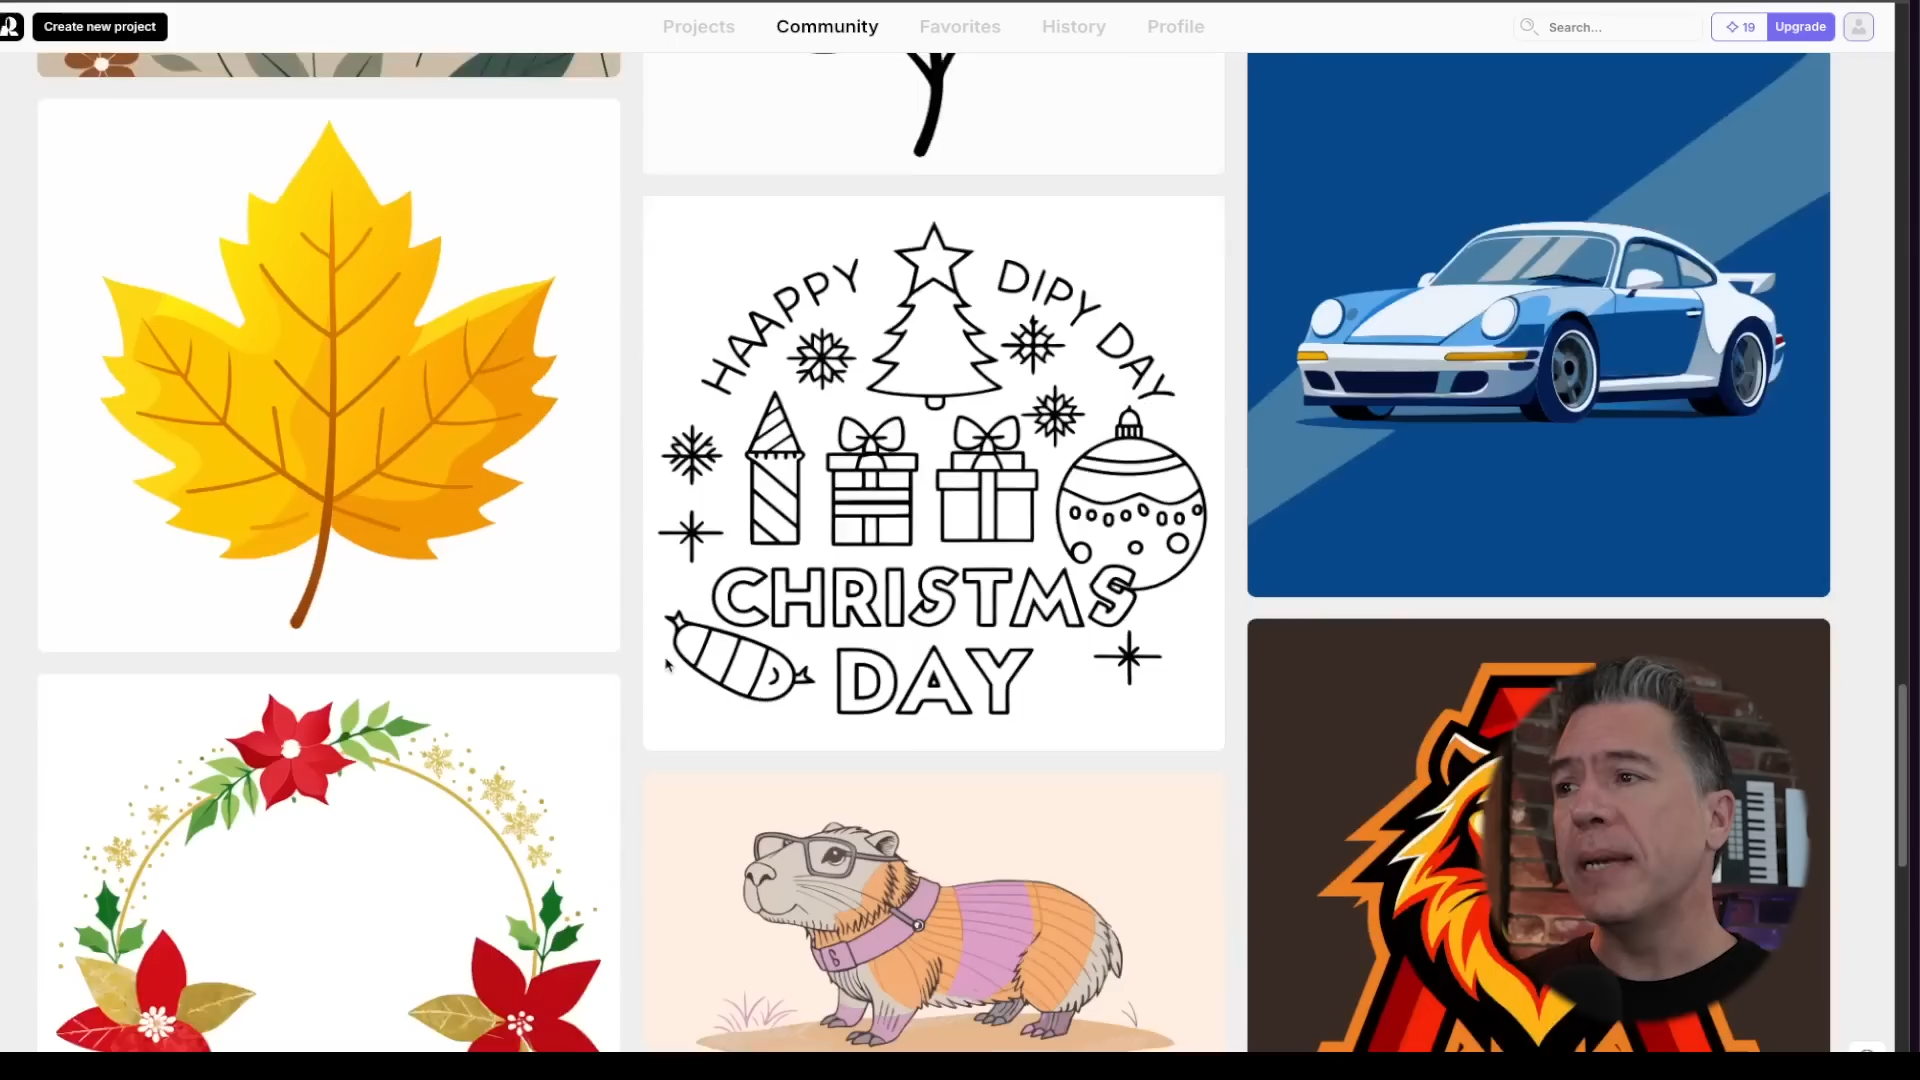 Create new project
Projects
Community
Favorites
History
Profile
Search...
19
Upgrade
HAAPPY
DIPY DAY
CHRISTMS
DAY